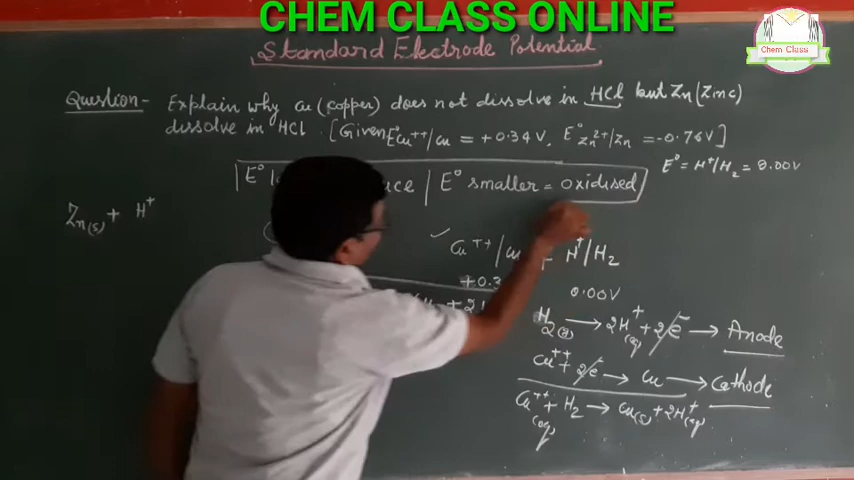 CHEM CLASS ONLINE
Chem Class
Standard Electrode Potential
Question- Explain why cu (copper) does not dissolve in HCl but Zn (Zinc)
dissolve in HCl. [Given E°cu++/cu = +0.34 V, E°Zn2+/Zn = -0.76V]
E° = H+/H2 = 0.00V
E° | E° smaller = oxidised
Zn(s) + H+
Cu++/cu H+/H2
0.00V
H2(g) → 2H+(aq) + 2e- → Anode
cu++ + 2e- → Cu → Cathode
Cu++(aq) + H2 → Cu(s) + 2H+(aq)